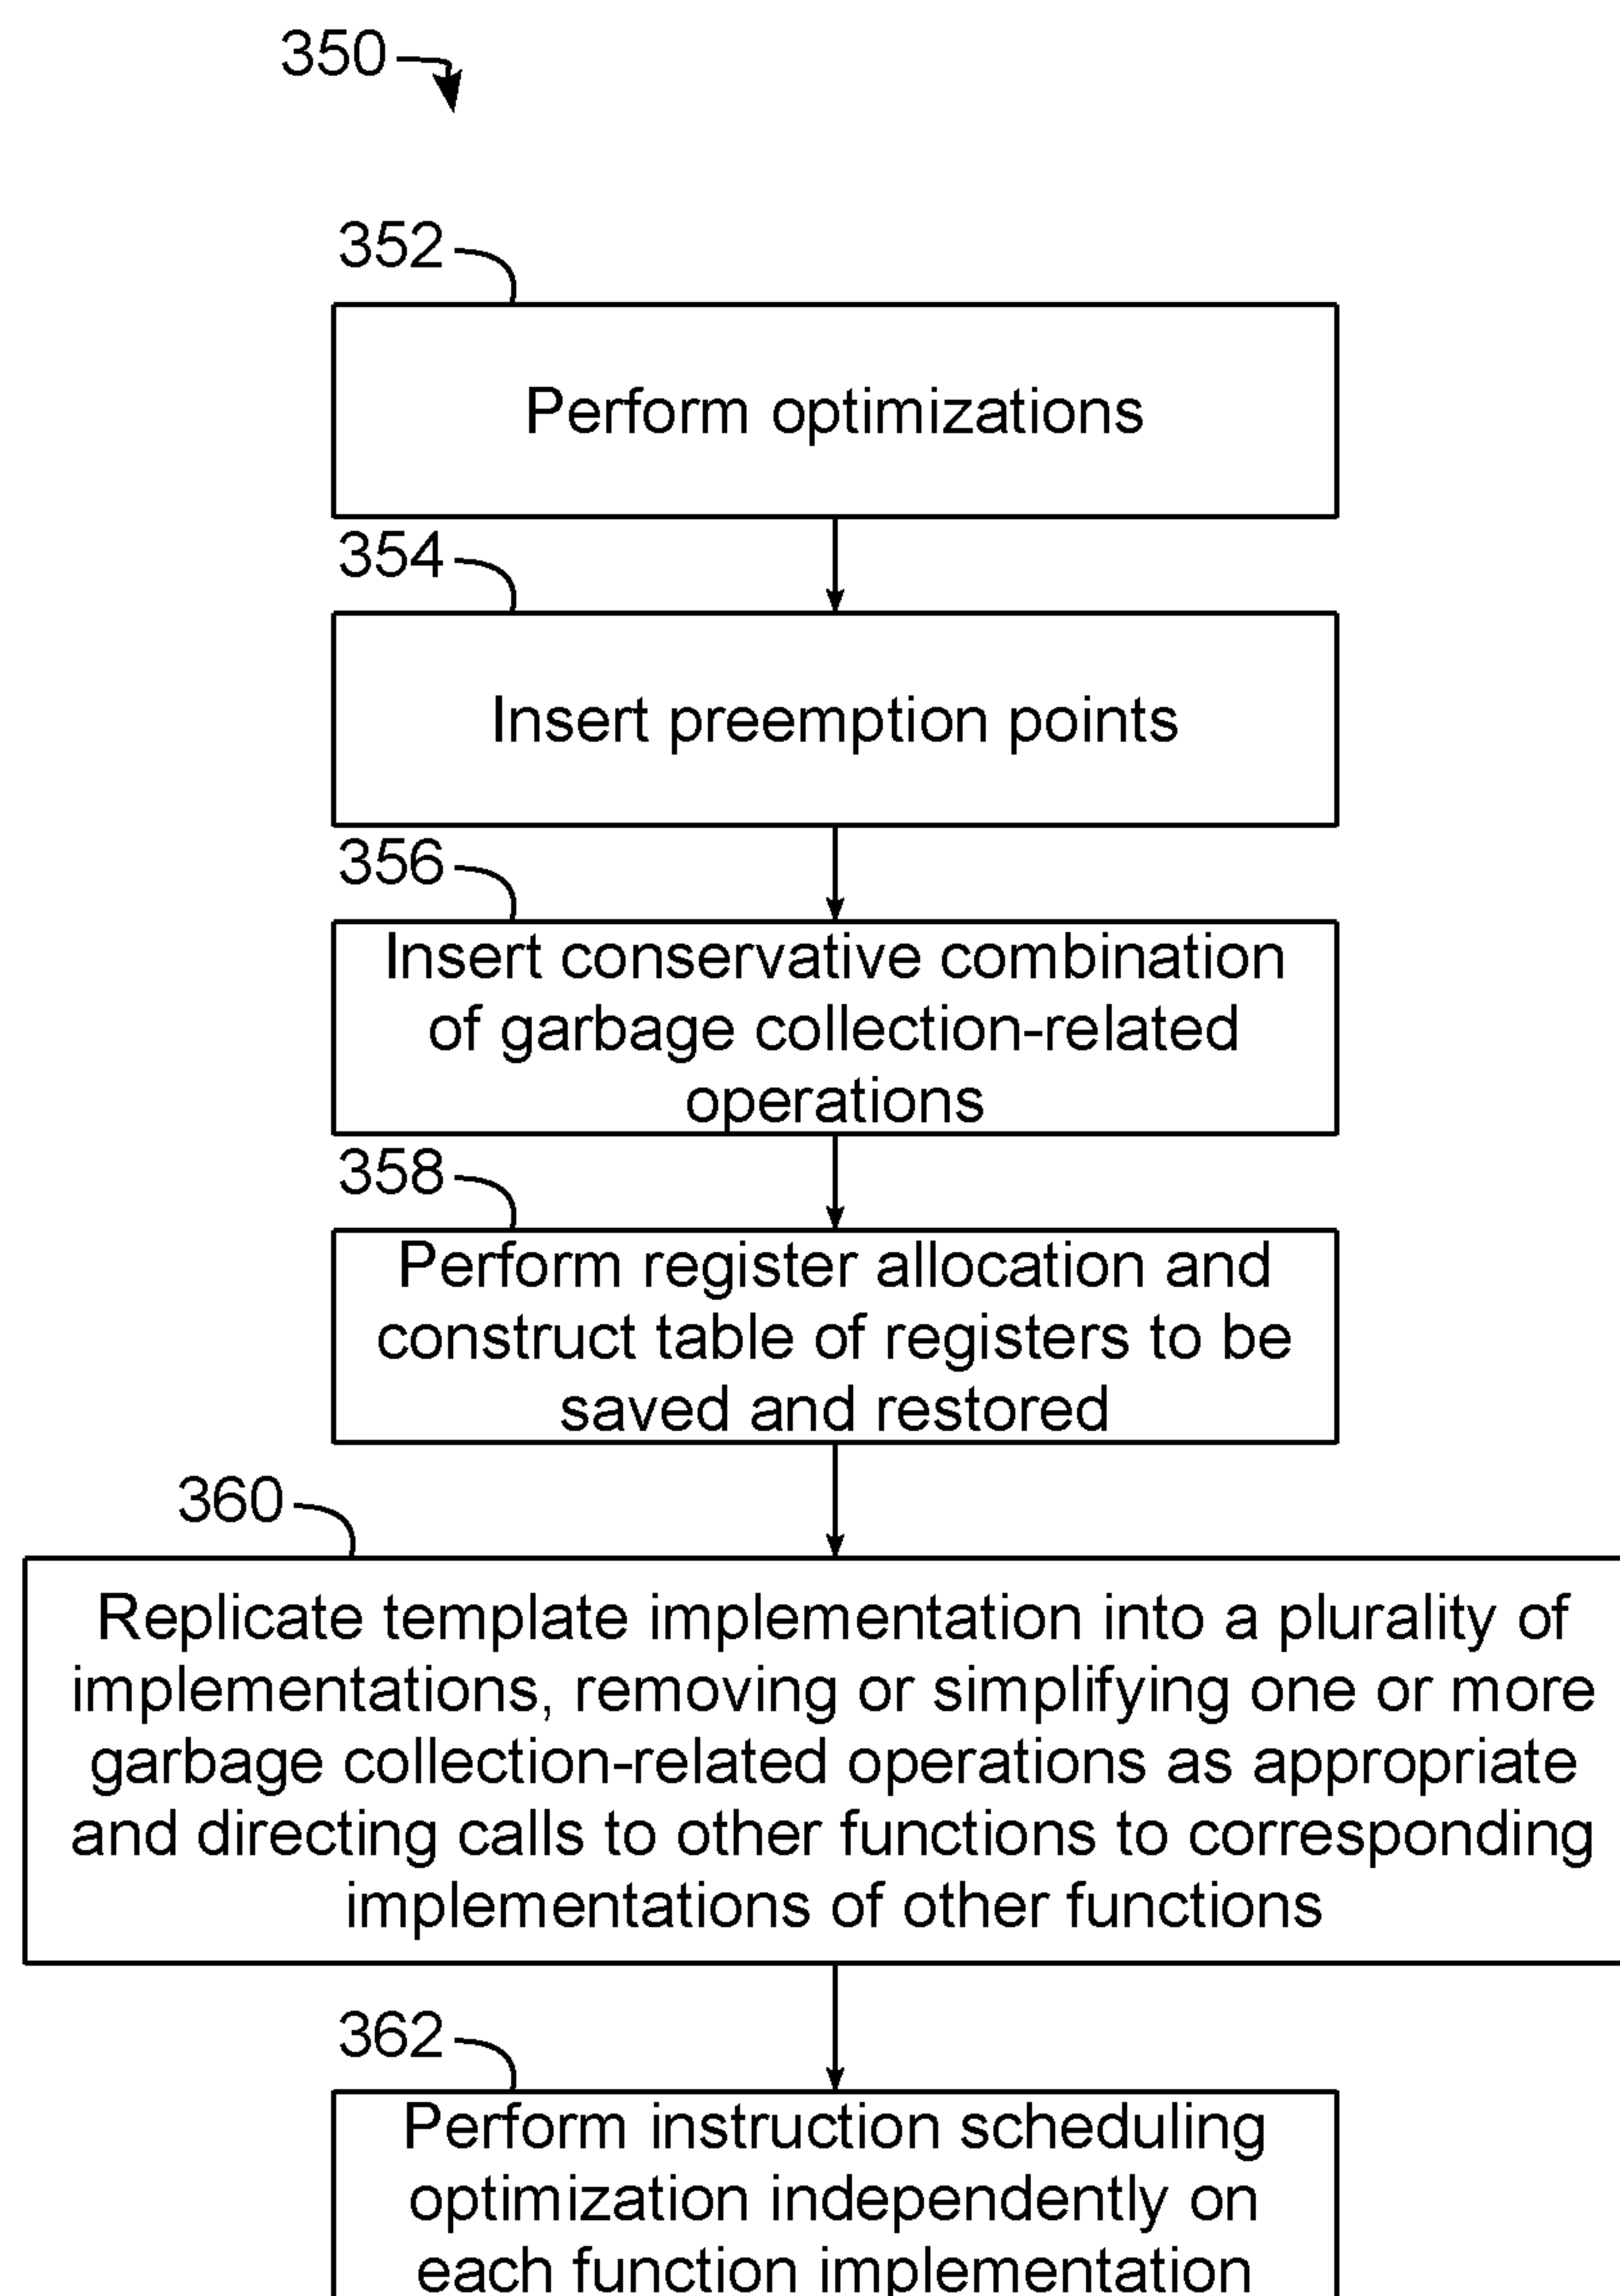 350
352
Perform optimizations
354
Insert preemption points
356
Insert conservative combination
of garbage collection-related
operations
358
Perform register allocation and
construct table of registers to be
saved and restored
360
Replicate template implementation into a plurality of
implementations, removing or simplifying one or more
garbage collection-related operations as appropriate
and directing calls to other functions to corresponding
implementations of other functions
362
Perform instruction scheduling
optimization independently on
each function implementation